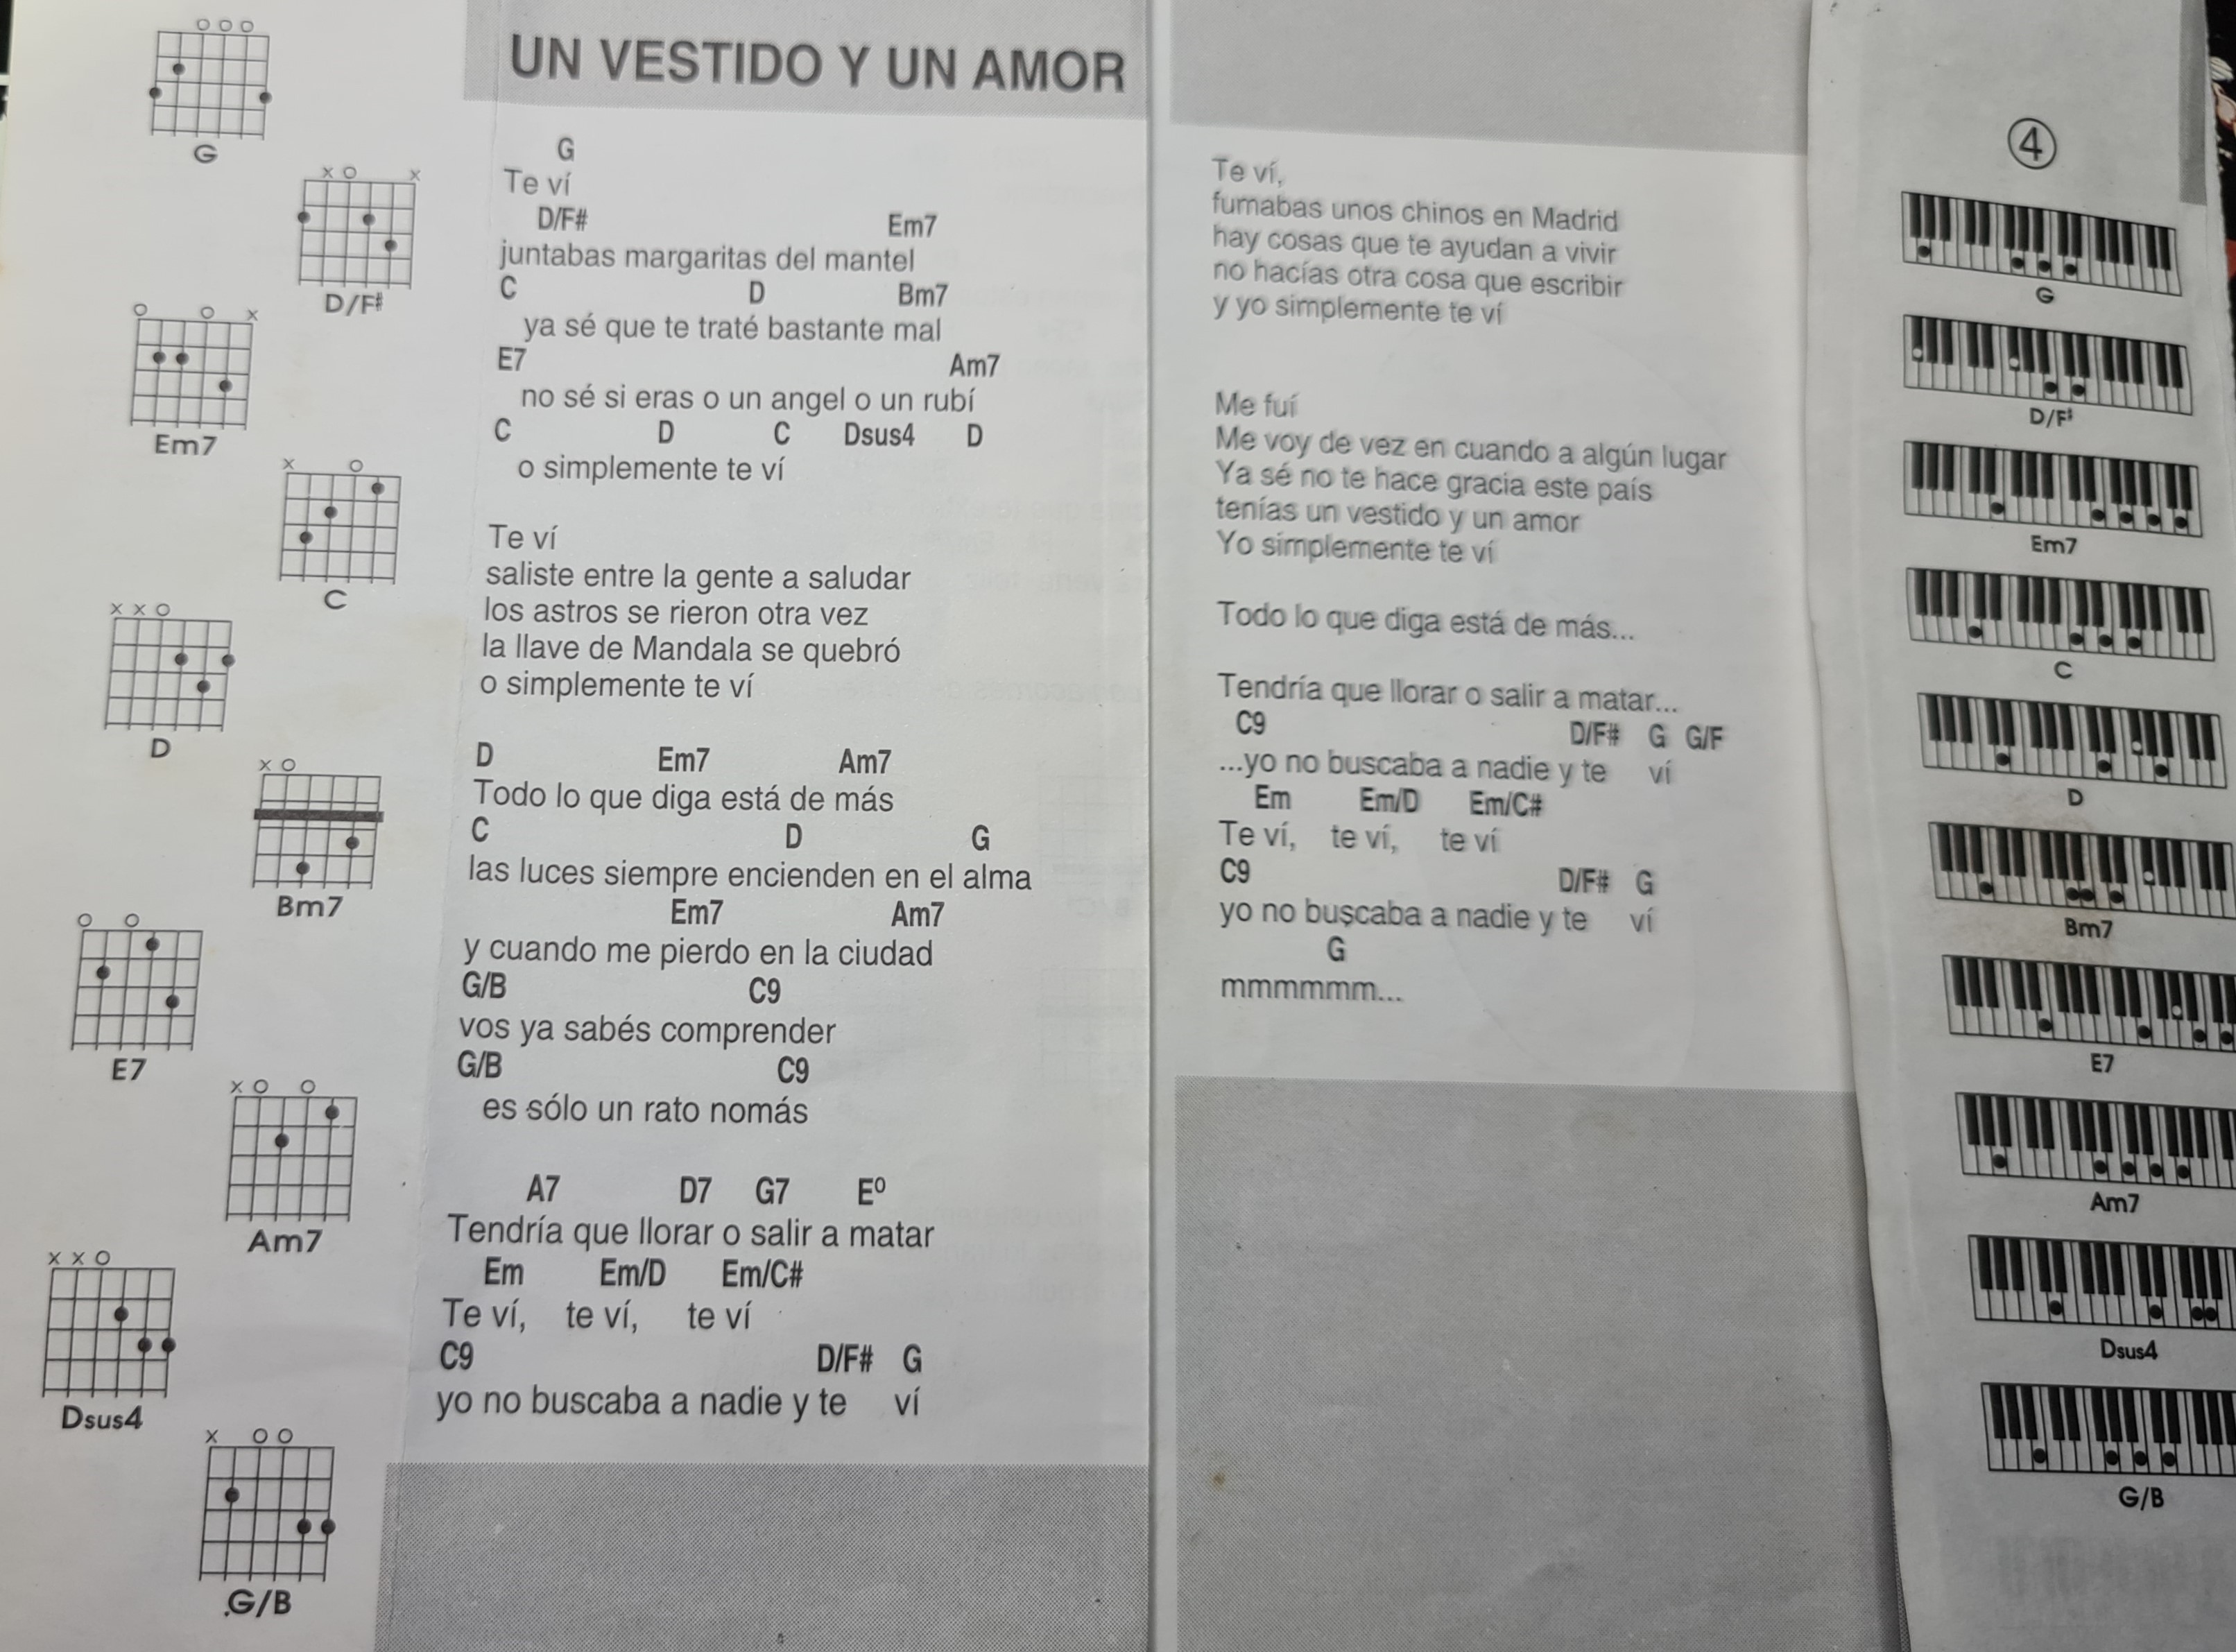 UN VESTIDO Y UN AMOR
G
Te ví
D/F# Em7
juntabas margaritas del mantel
C D Bm7
ya sé que te traté bastante mal
E7 Am7
no sé si eras o un angel o un rubí
C D C Dsus4 D
o simplemente te ví
Te ví
saliste entre la gente a saludar
los astros se rieron otra vez
la llave de Mandala se quebró
o simplemente te ví
D Em7 Am7
Todo lo que diga está de más
C D G
las luces siempre encienden en el alma
Em7 Am7
y cuando me pierdo en la ciudad
G/B C9
vos ya sabés comprender
G/B C9
es sólo un rato nomás
A7 D7 G7 Eº
Tendría que llorar o salir a matar
Em Em/D Em/C#
Te ví, te ví, te ví
C9 D/F# G
yo no buscaba a nadie y te ví
Te ví,
fumabas unos chinos en Madrid
hay cosas que te ayudan a vivir
no hacías otra cosa que escribir
y yo simplemente te ví
Me fuí
Me voy de vez en cuando a algún lugar
Ya sé no te hace gracia este país
tenías un vestido y un amor
Yo simplemente te ví
Todo lo que diga está de más...
Tendría que llorar o salir a matar...
C9 D/F# G G/F
...yo no buscaba a nadie y te ví
Em Em/D Em/C#
Te ví, te ví, te ví
C9 D/F# G
yo no buscaba a nadie y te ví
G
mmmmmm...
G
D/F#
Em7
C
D
Bm7
E7
Am7
Dsus4
G/B
4
G
D/F#
Em7
C
D
Bm7
E7
Am7
Dsus4
G/B